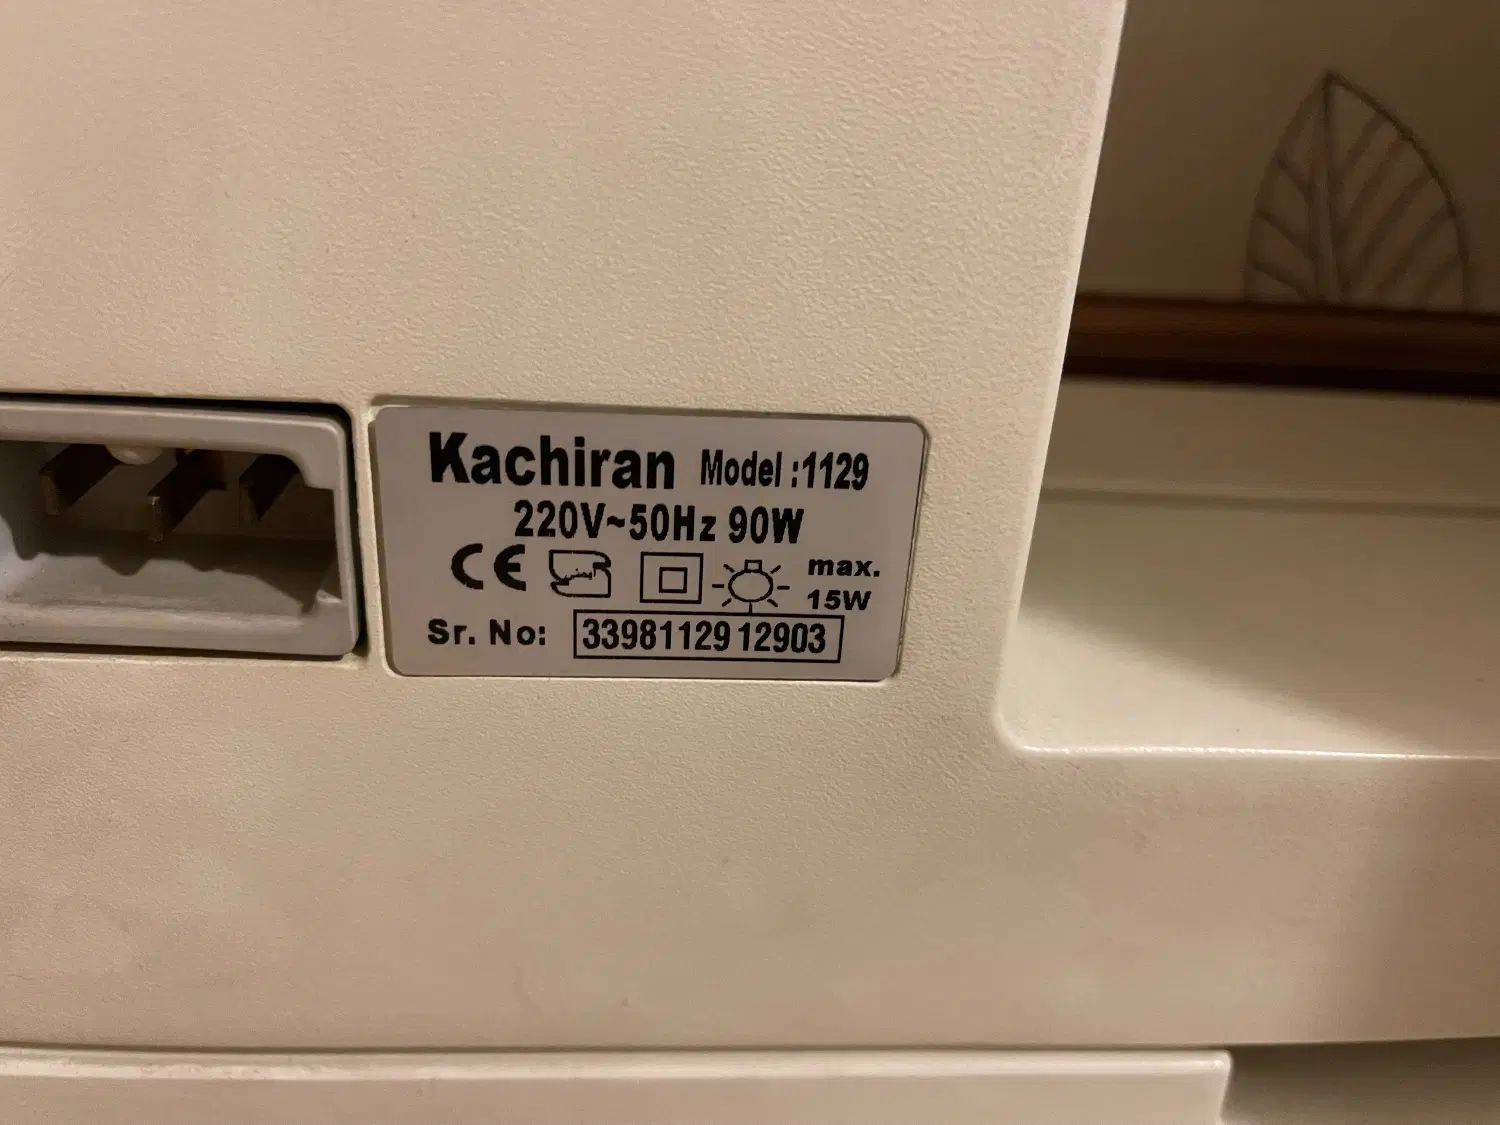 Kachiran Model :1129
220V~50Hz 90W
CE max.
15W
Sr. No: 33981129 12903